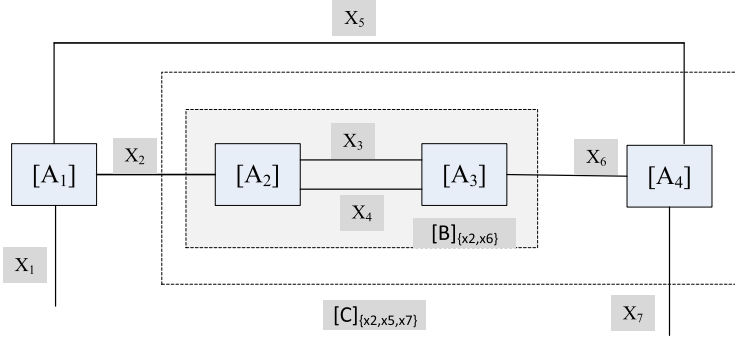 X₅
X₂
X₃
[A₁]
[A₂]
[A₃]
X₆
[A₄]
X₄
[B]{x2,x6}
X₁
[C]{x2,x5,x7}
X₇